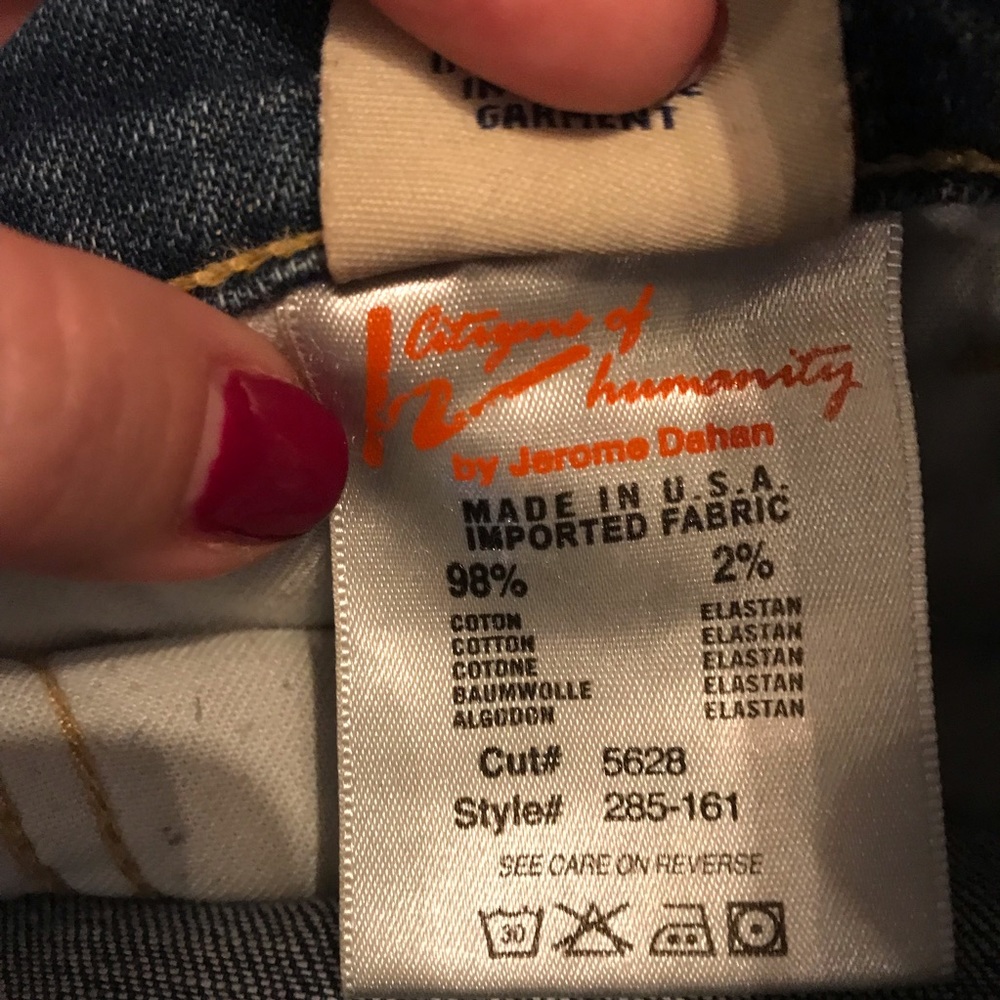 GARMENT
Citizens of
humanity
by Jerome Dahan
MADE IN U.S.A.
IMPORTED FABRIC
98% 2%
COTON ELASTAN
COTTON ELASTAN
COTONE ELASTAN
BAUMWOLLE ELASTAN
ALGODON ELASTAN
Cut# 5628
Style# 285-161
SEE CARE ON REVERSE
30